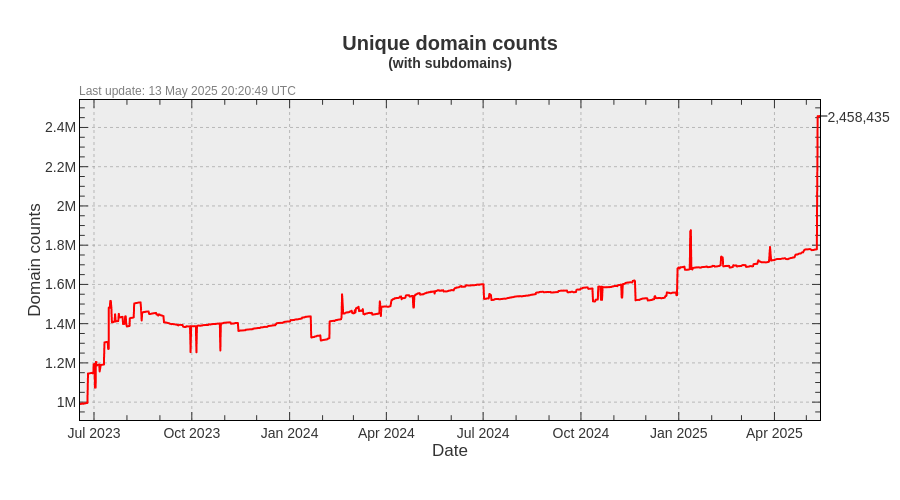 Unique domain counts
(with subdomains)
Last update: 13 May 2025 20:20:49 UTC
2,458,435
2.4M
2.2M
2M
1.8M
1.6M
1.4M
1.2M
1M
Domain counts
Jul 2023 Oct 2023 Jan 2024 Apr 2024 Jul 2024 Oct 2024 Jan 2025 Apr 2025
Date